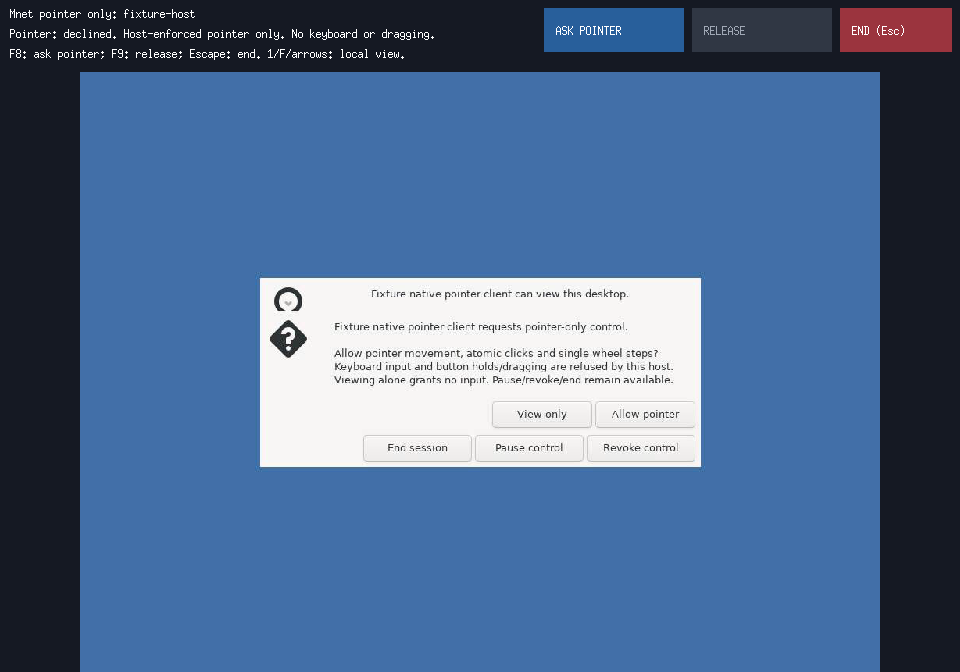 Mnet pointer only: fixture-host
Pointer: declined. Host-enforced pointer only. No keyboard or dragging.
F8: ask pointer; F9: release; Escape: end. 1/F/arrows: local view.
ASK POINTER
RELEASE
END (Esc)
Fixture native pointer client can view this desktop.
Fixture native pointer client requests pointer-only control.
Allow pointer movement, atomic clicks and single wheel steps?
Keyboard input and button holds/dragging are refused by this host.
Viewing alone grants no input. Pause/revoke/end remain available.
View only
Allow pointer
End session
Pause control
Revoke control